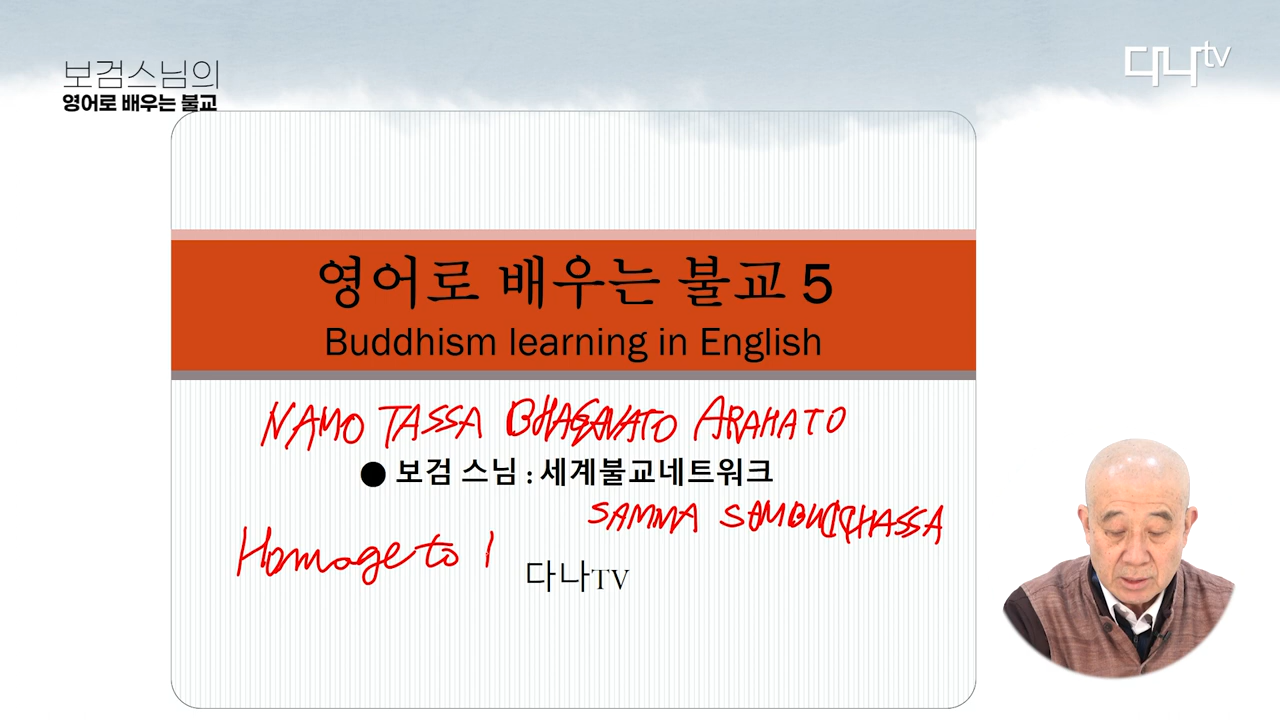 보검스님의
영어로 배우는 불교
다나tv
영어로 배우는 불교 5
Buddhism learning in English
NAMO TASSA BHAGAVATO ARAHATO
● 보검 스님 : 세계불교네트워크
SAMMA
Homage to
다나TV